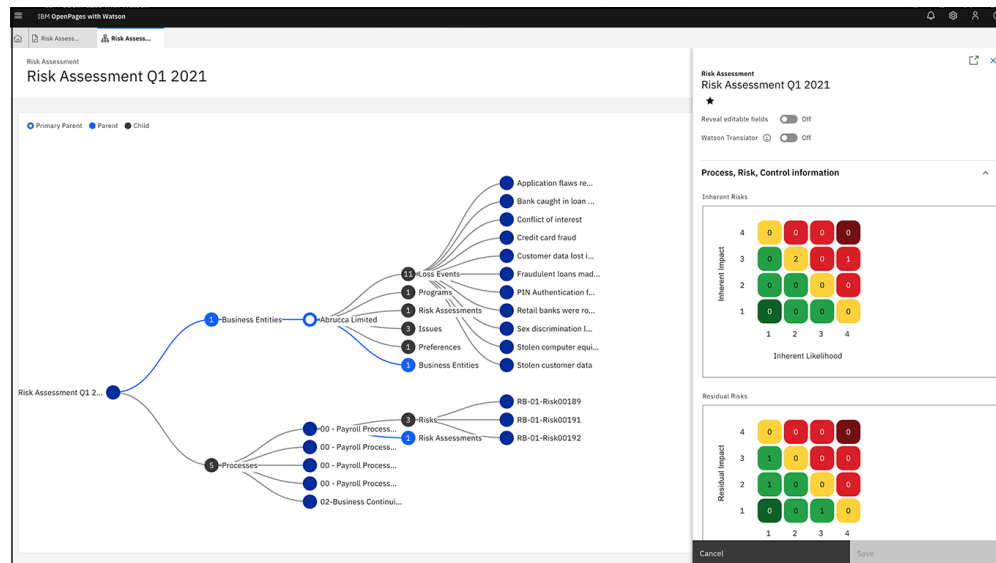 IBM OpenPages with Watson
Risk Assess...
Risk Assess...
Risk Assessment
Risk Assessment Q1 2021
Primary Parent
Parent
Child
Application flaws re...
Bank caught in loan ...
Conflict of interest
Credit card fraud
Customer data lost i...
11 Loss Events
Fraudulent loans mad...
1 Programs
PIN Authentication f...
1 Risk Assessments
Retail banks were ro...
1 Business Entities
Abrucca Limited
3 Issues
Sex discrimination l...
1 Preferences
Stolen computer equi...
1 Business Entities
Stolen customer data
Risk Assessment Q1 2...
RB-01-Risk00189
3 Risks
RB-01-Risk00191
00 - Payroll Process...
1 Risk Assessments
RB-01-Risk00192
00 - Payroll Process...
5 Processes
00 - Payroll Process...
00 - Payroll Process...
02-Business Continui...
Risk Assessment
Risk Assessment Q1 2021
Reveal editable fields Off
Watson Translator Off
Process, Risk, Control information
Inherent Risks
Inherent Impact
4 0 0 0 0
3 0 2 0 1
2 0 0 0 0
1 0 0 0 0
1 2 3 4
Inherent Likelihood
Residual Risks
Residual Impact
4 0 0 0 0
3 1 0 0 0
2 1 0 0 0
1 0 0 1 0
1 2 3 4
Cancel
Save